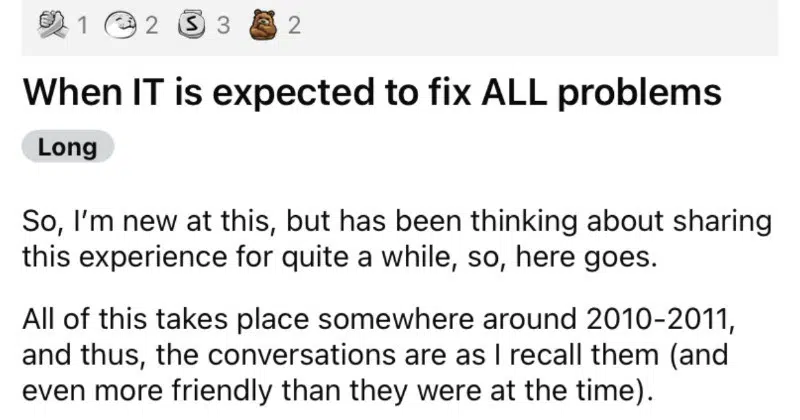 1 2 S 3 2
When IT is expected to fix ALL problems
Long
So, I’m new at this, but has been thinking about sharing
this experience for quite a while, so, here goes.
All of this takes place somewhere around 2010-2011,
and thus, the conversations are as I recall them (and
even more friendly than they were at the time).